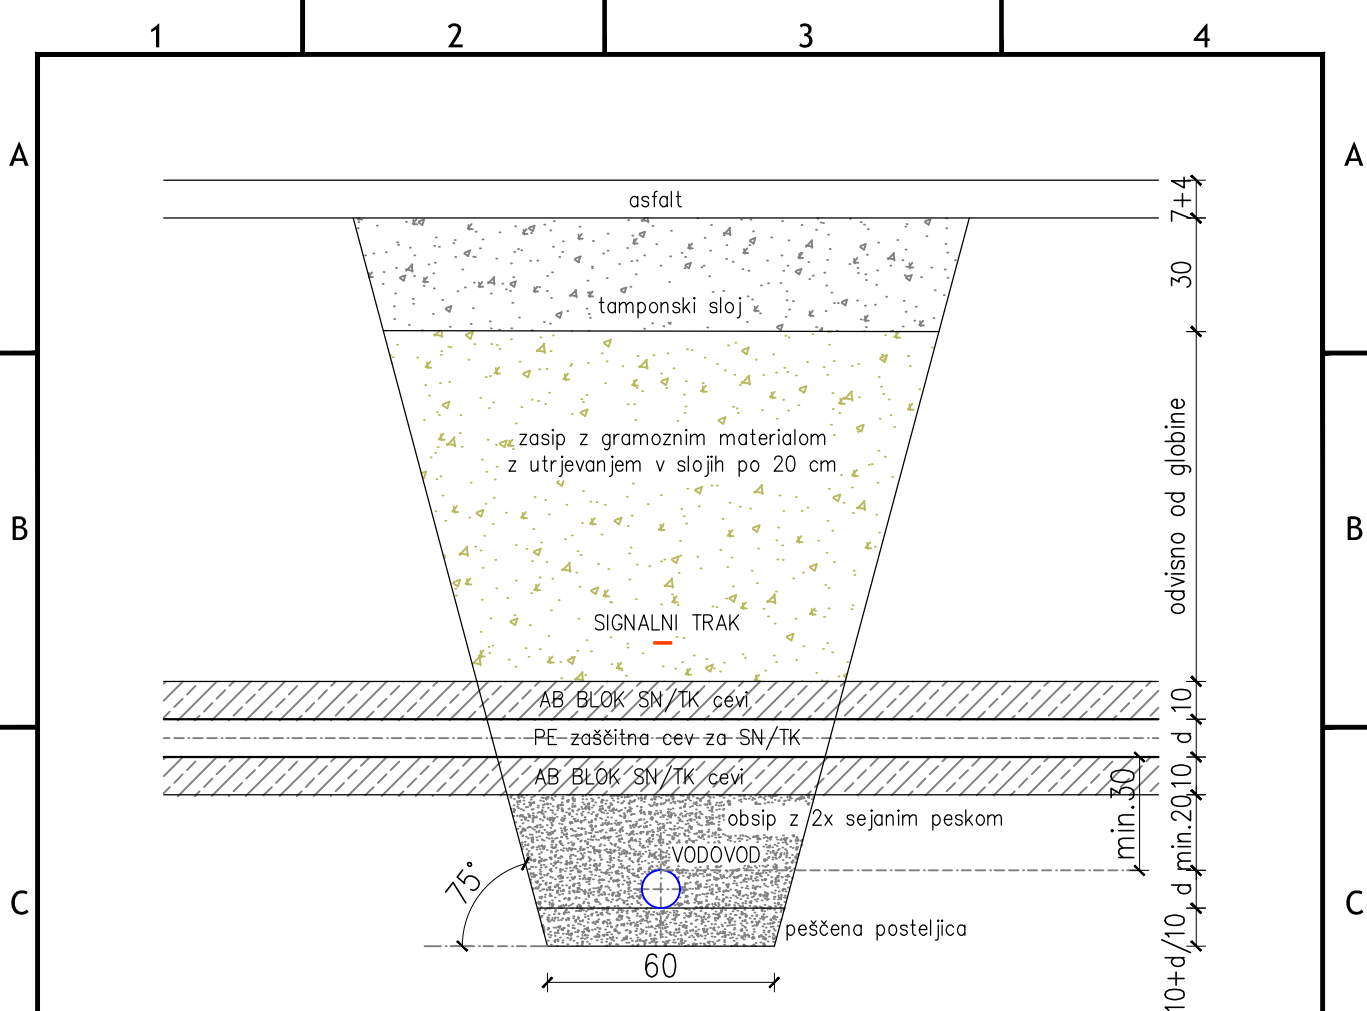 1 2 3 4
A A
asfalt
7+4
30
tamponski sloj
zasip z gramoznim materialom
z utrjevanjem v slojih po 20 cm
odvisno od globine
B B
SIGNALNI TRAK
AB BLOK SN/TK cevi
10
PE zaščitna cev za SN/TK
d
AB BLOK SN/TK cevi
10
min.30
min.20
obsip z 2x sejanim peskom
VODOVOD
75°
d
C C
peščena posteljica
10+d/10
60